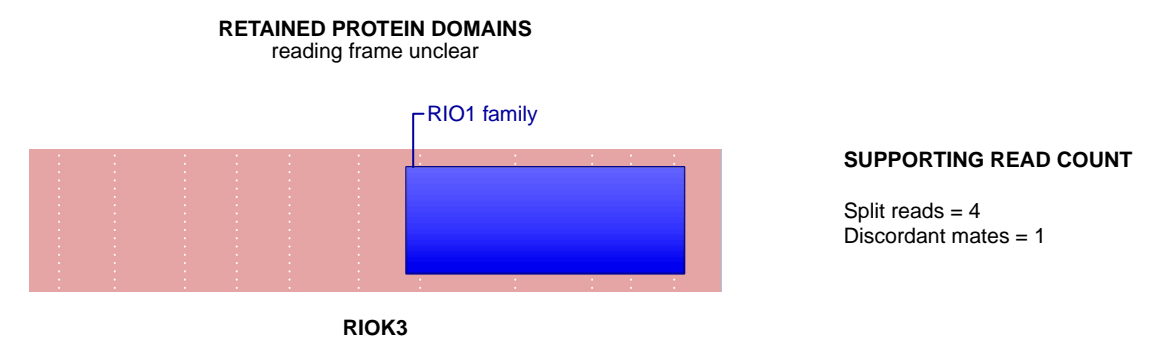 RETAINED PROTEIN DOMAINS
reading frame unclear
RIO1 family
SUPPORTING READ COUNT
Split reads = 4
Discordant mates = 1
RIOK3